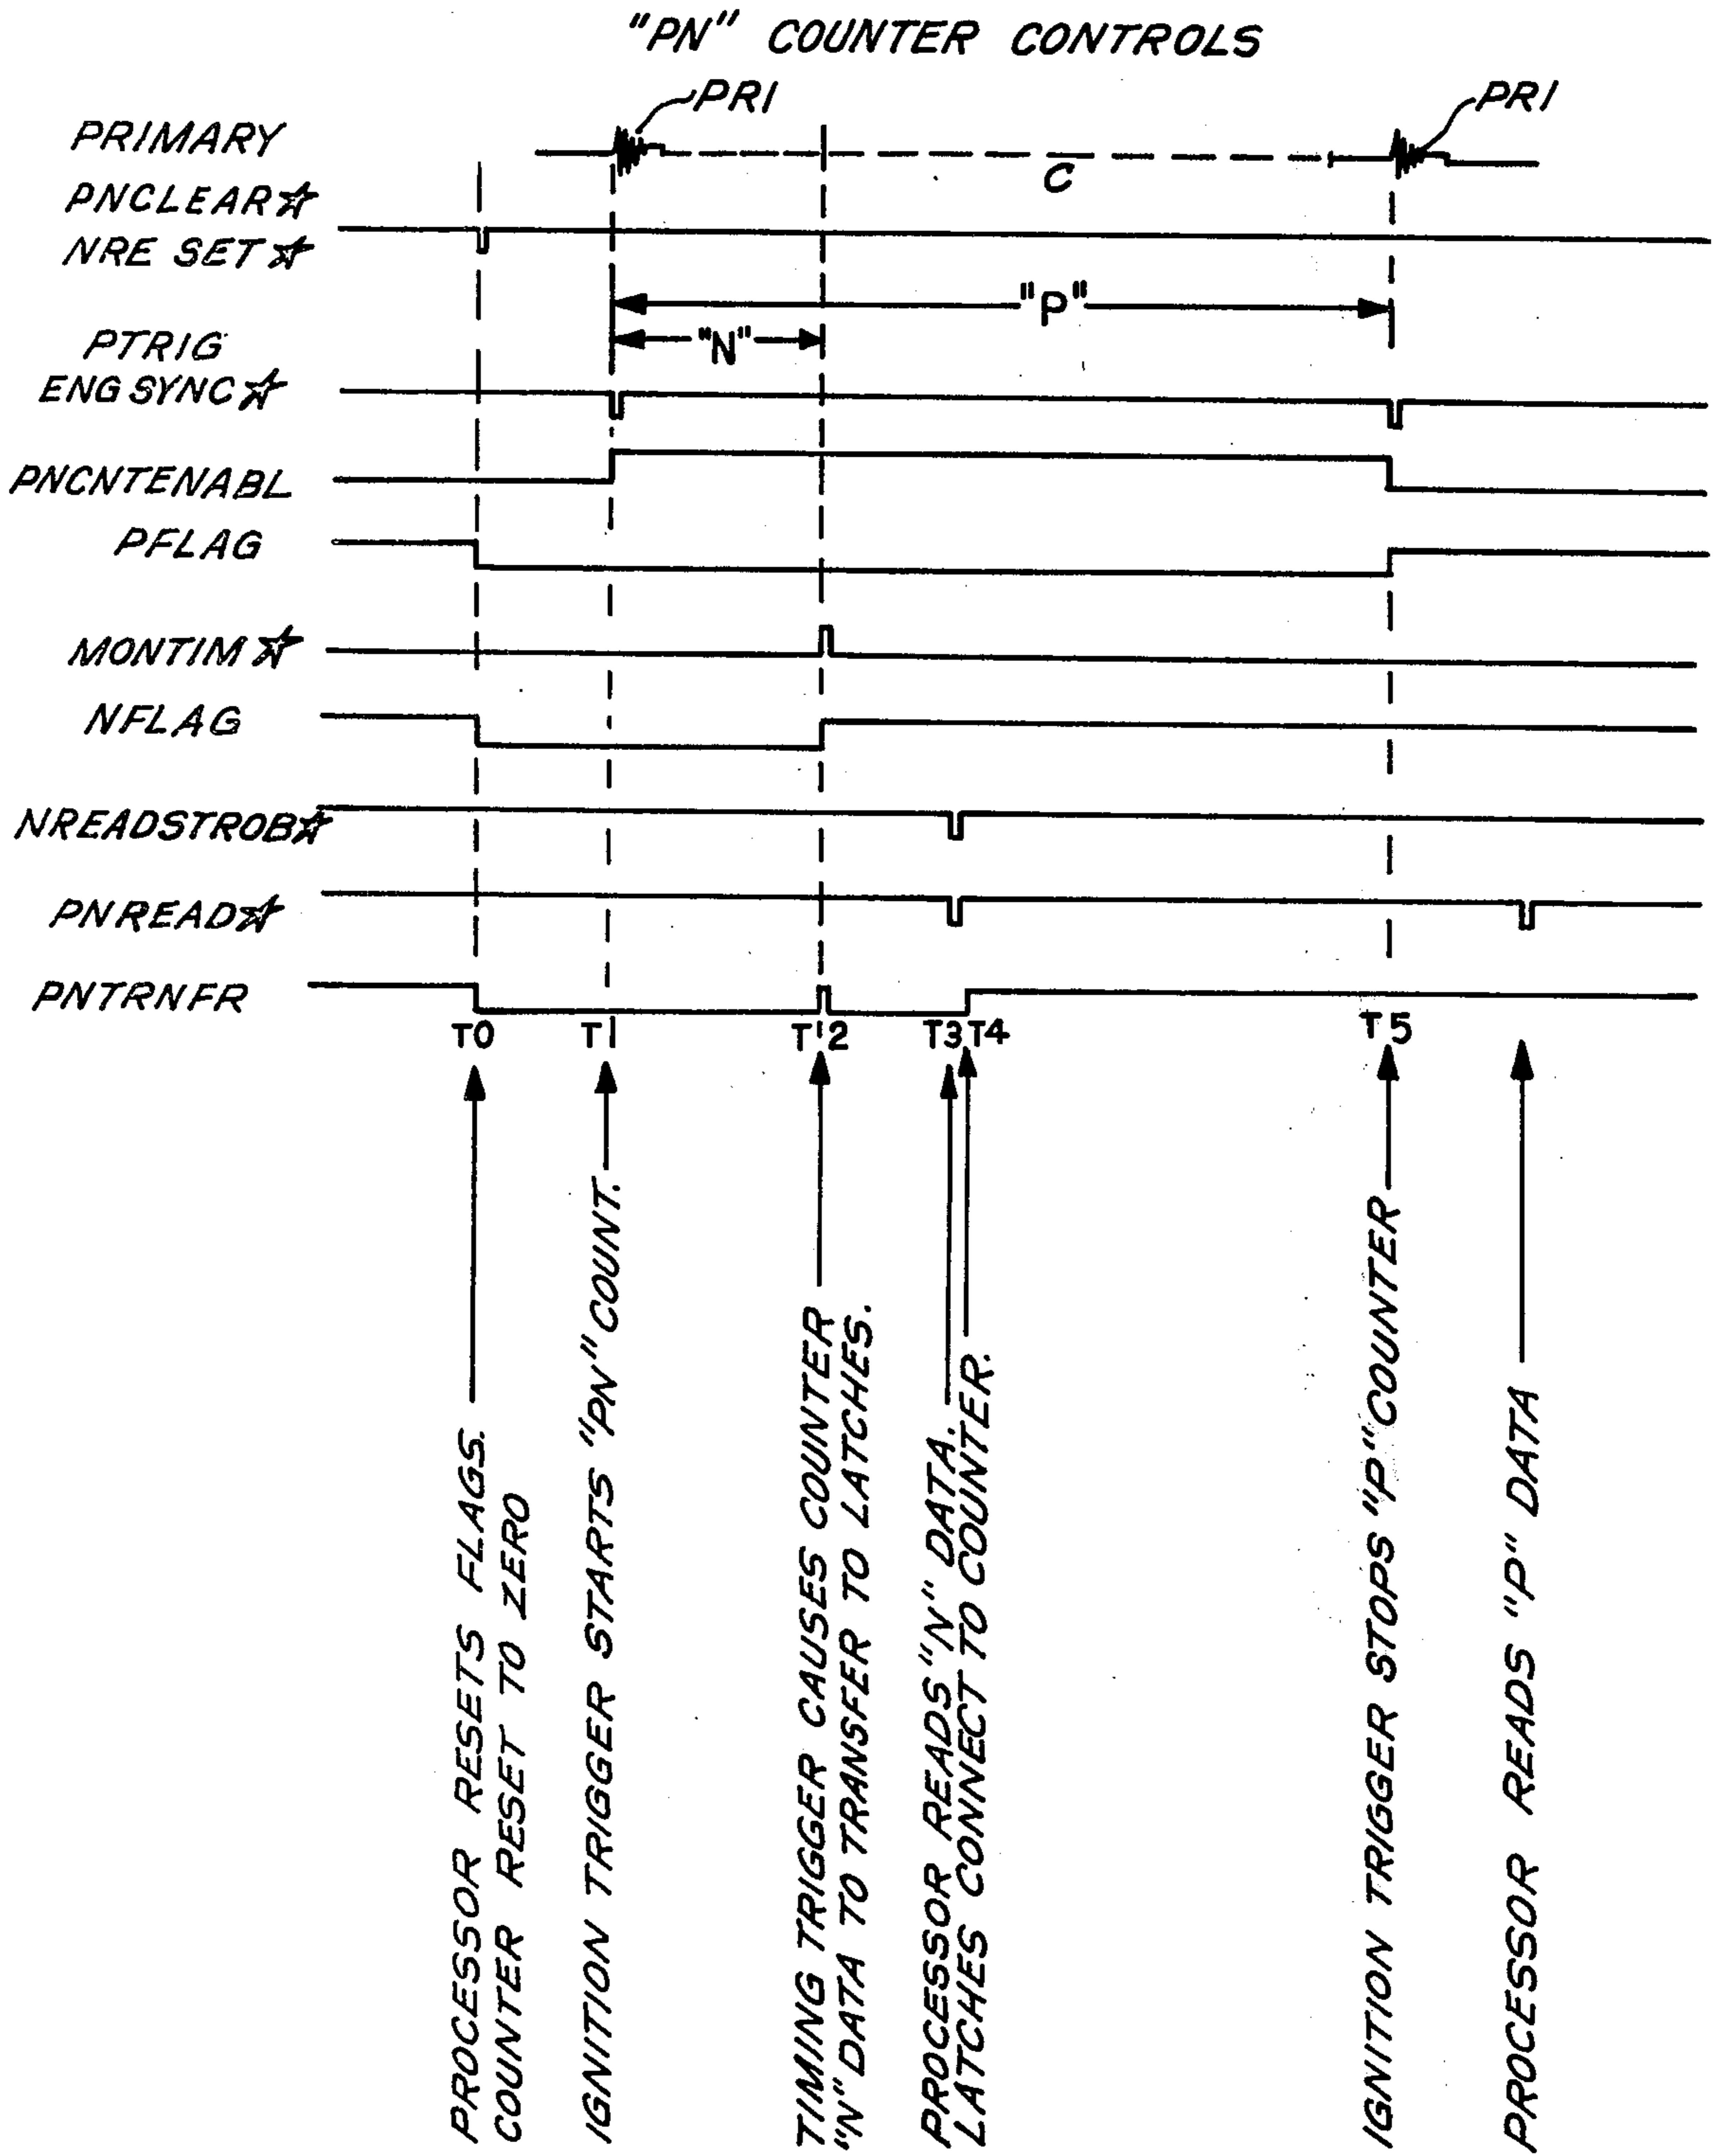 "PN" COUNTER CONTROLS
PRI
PRI
PRIMARY
C
PNCLEAR☆
NRE SET☆
"P"
"N"
PTRIG
ENG SYNC☆
PNCNTENABL
PFLAG
MONTIM☆
NFLAG
NREADSTROB☆
PNREAD☆
PNTRNFR
T0
T1
T2
T3
T4
T5
PROCESSOR RESETS FLAGS.
COUNTER RESET TO ZERO
IGNITION TRIGGER STARTS "PN" COUNT.
TIMING TRIGGER CAUSES COUNTER
"N" DATA TO TRANSFER TO LATCHES.
PROCESSOR READS "N" DATA.
LATCHES CONNECT TO COUNTER.
IGNITION TRIGGER STOPS "P" COUNTER
PROCESSOR READS "P" DATA